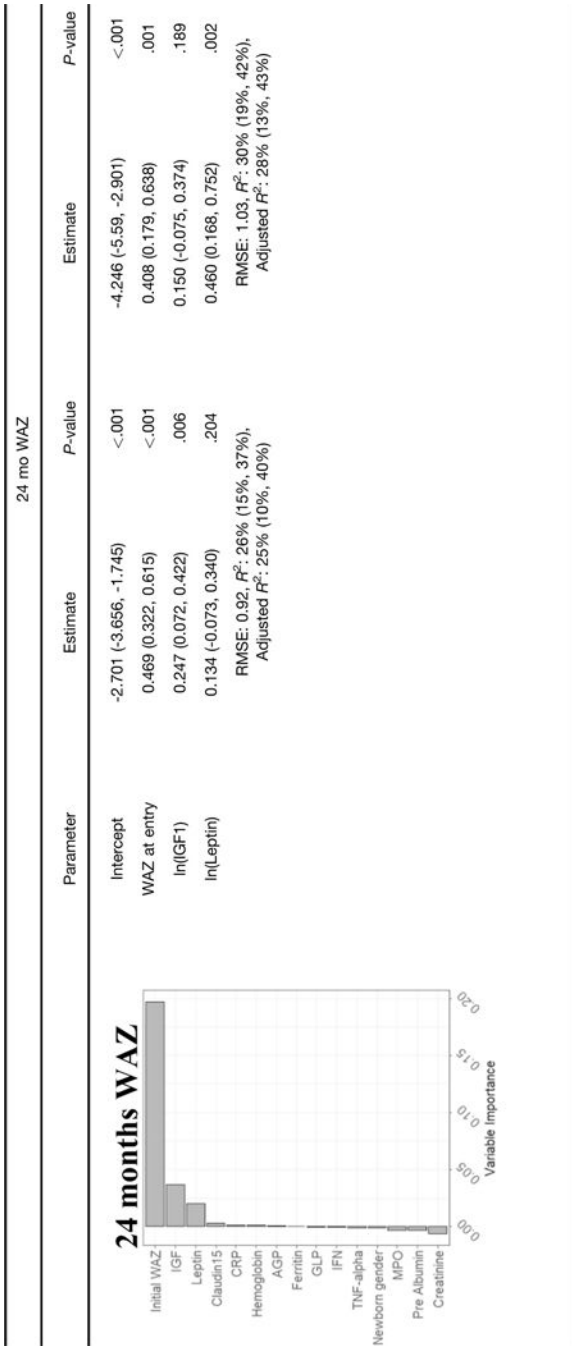 24 mo WAZ
Parameter Estimate P-value Estimate P-value
Intercept -2.701 (-3.656, -1.745) <.001 -4.246 (-5.59, -2.901) <.001
WAZ at entry 0.469 (0.322, 0.615) <.001 0.408 (0.179, 0.638) .001
ln(IGF1) 0.247 (0.072, 0.422) .006 0.150 (-0.075, 0.374) .189
ln(Leptin) 0.134 (-0.073, 0.340) .204 0.460 (0.168, 0.752) .002
RMSE: 0.92, R²: 26% (15%, 37%), RMSE: 1.03, R²: 30% (19%, 42%),
Adjusted R²: 25% (10%, 40%) Adjusted R²: 28% (13%, 43%)
24 months WAZ
Initial WAZ
IGF
Leptin
Claudin15
CRP
Hemoglobin
AGP
Ferritin
GLP
IFN
TNF-alpha
Newborn gender
MPO
Pre Albumin
Creatinine
0.00 0.05 0.10 0.15 0.20
Variable Importance